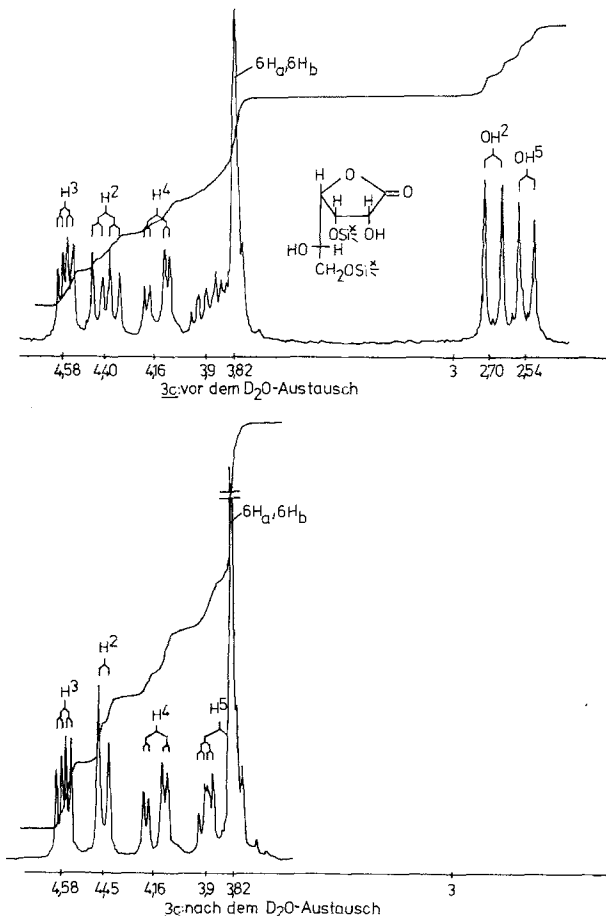 6Hₐ,6H_b
OH²
OH⁵
H³
H²
H⁴
H
O
O
H
H
OSi
OH
HO
H
CH₂OSi
4,58
4,40
4,16
3,9
3,82
3
2,70
2,54
3c:vor dem D₂O-Austausch
6Hₐ,6H_b
H²
H³
H⁴
H⁵
4,58
4,45
4,16
3,9
3,82
3
3c:nach dem D₂O-Austausch